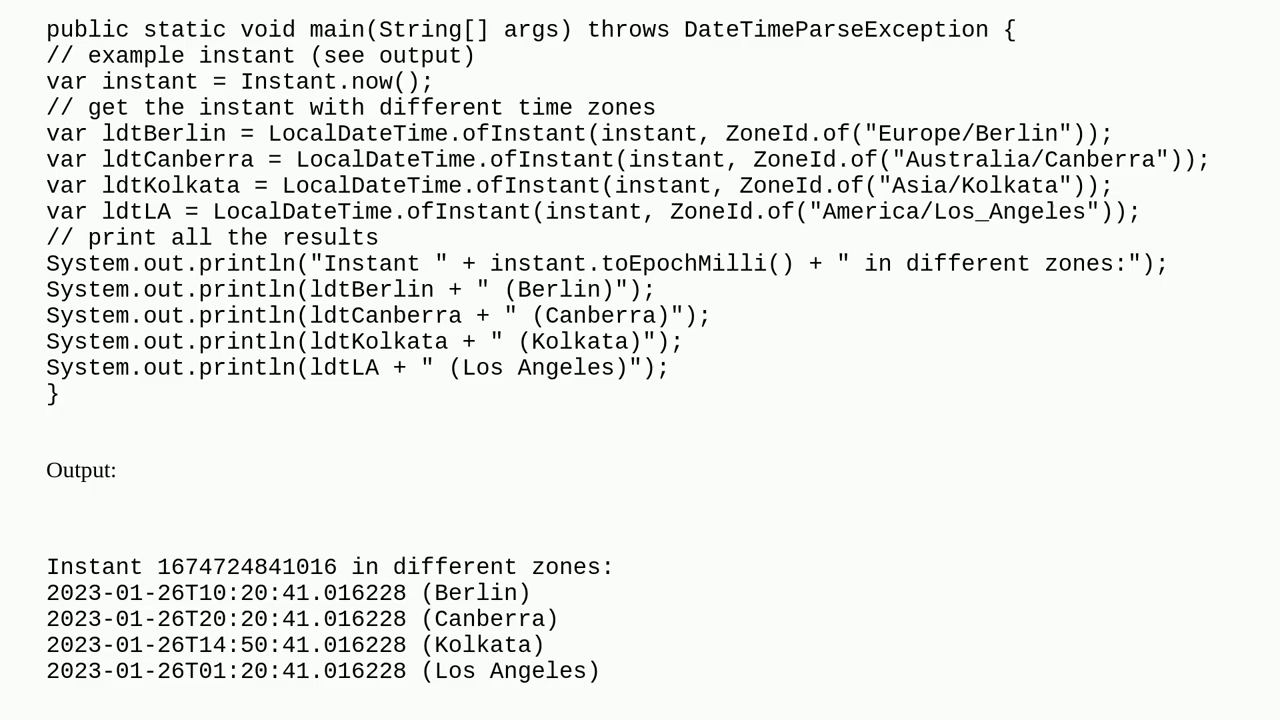 public static void main(String[] args) throws DateTimeParseException {
// example instant (see output)
var instant = Instant.now();
// get the instant with different time zones
var ldtBerlin = LocalDateTime.ofInstant(instant, ZoneId.of("Europe/Berlin"));
var ldtCanberra = LocalDateTime.ofInstant(instant, ZoneId.of("Australia/Canberra"));
var ldtKolkata = LocalDateTime.ofInstant(instant, ZoneId.of("Asia/Kolkata"));
var ldtLA = LocalDateTime.ofInstant(instant, ZoneId.of("America/Los_Angeles"));
// print all the results
System.out.println("Instant " + instant.toEpochMilli() + " in different zones:");
System.out.println(ldtBerlin + " (Berlin)");
System.out.println(ldtCanberra + " (Canberra)");
System.out.println(ldtKolkata + " (Kolkata)");
System.out.println(ldtLA + " (Los Angeles)");
}
Output:
Instant 1674724841016 in different zones:
2023-01-26T10:20:41.016228 (Berlin)
2023-01-26T20:20:41.016228 (Canberra)
2023-01-26T14:50:41.016228 (Kolkata)
2023-01-26T01:20:41.016228 (Los Angeles)